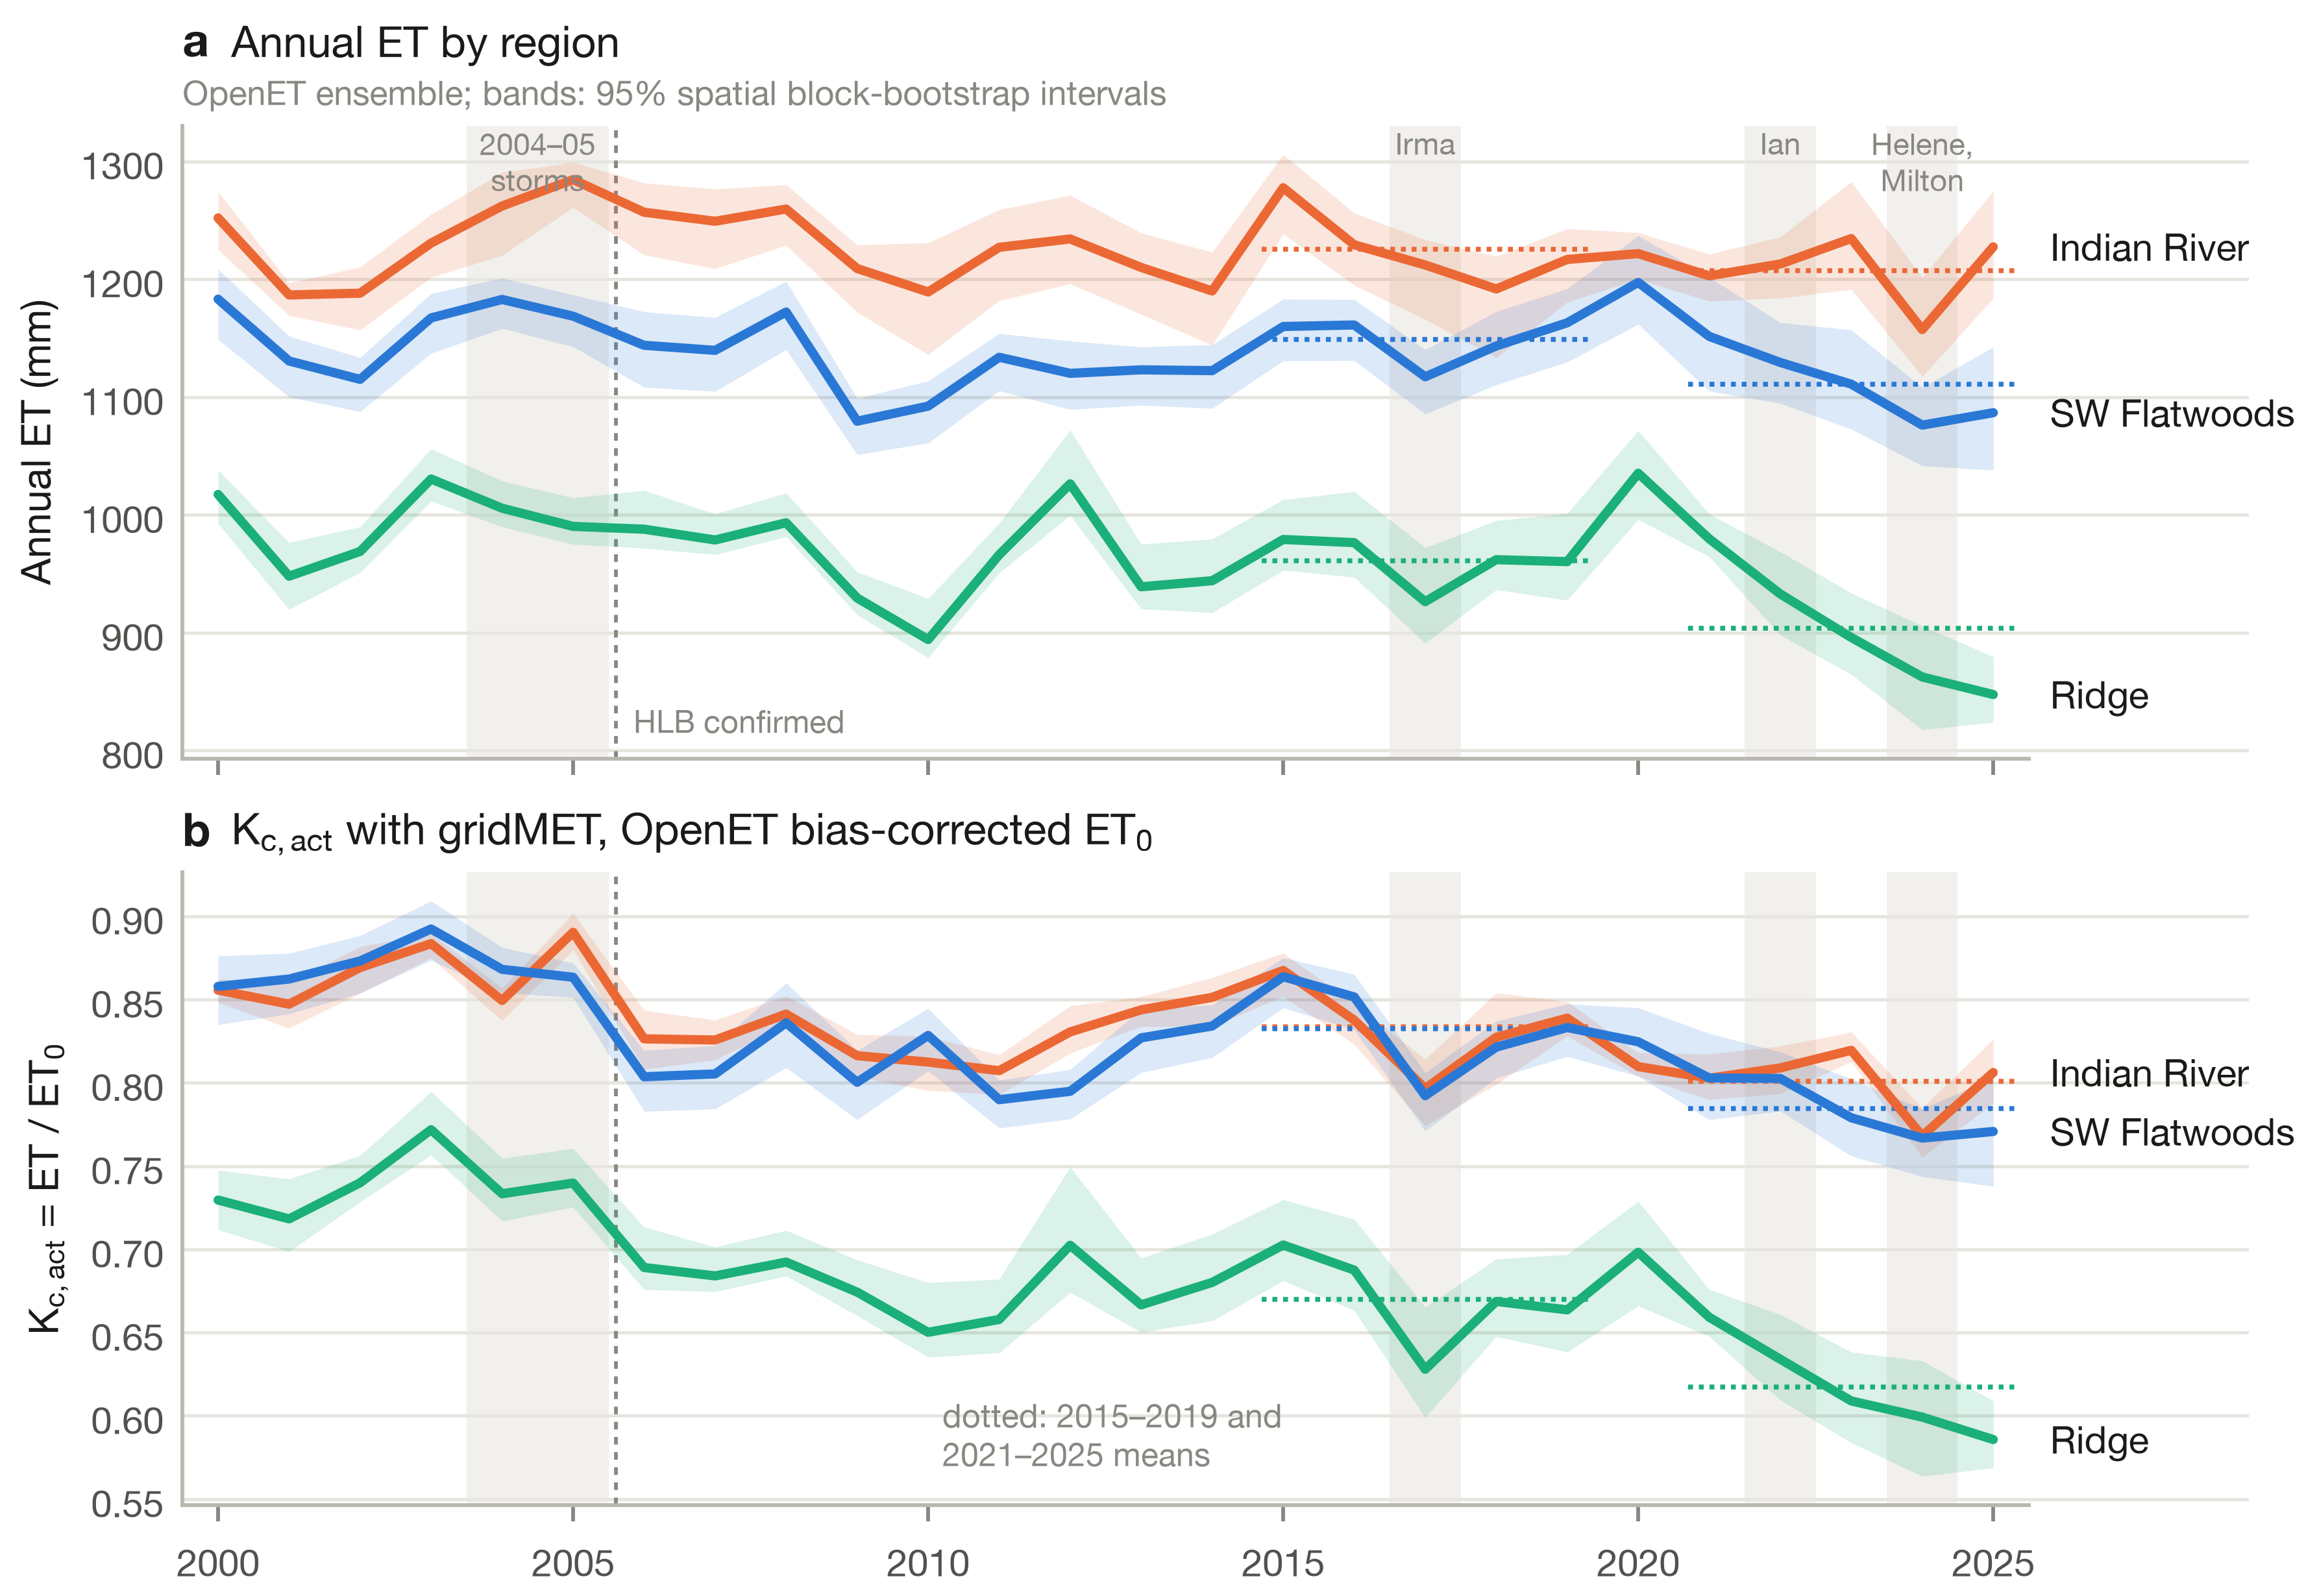 a Annual ET by region
OpenET ensemble; bands: 95% spatial block-bootstrap intervals
2004–05
storms
Irma
Ian
Helene,
Milton
1300
1200
1100
1000
900
800
Annual ET (mm)
Indian River
SW Flatwoods
Ridge
HLB confirmed
b Kc, act with gridMET, OpenET bias-corrected ET0
0.90
0.85
0.80
0.75
0.70
0.65
0.60
0.55
Kc, act = ET / ET0
Indian River
SW Flatwoods
Ridge
dotted: 2015–2019 and
2021–2025 means
2000 2005 2010 2015 2020 2025